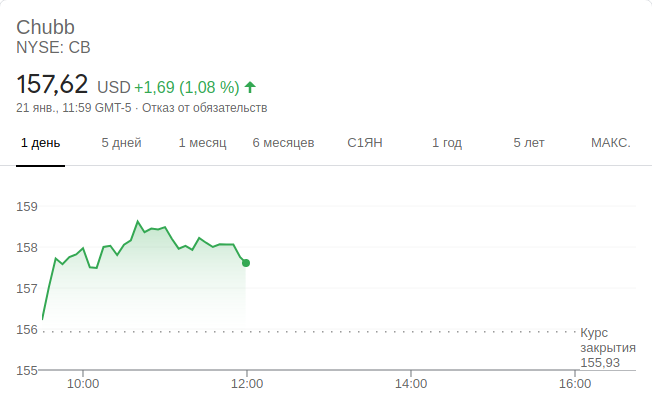 Chubb
NYSE: CB
157,62 USD +1,69 (1,08 %)
21 янв., 11:59 GMT-5 · Отказ от обязательств
1 день 5 дней 1 месяц 6 месяцев С1ЯН 1 год 5 лет МАКС.
159
158
157
156
Курс
закрытия
155,93
155
10:00 12:00 14:00 16:00